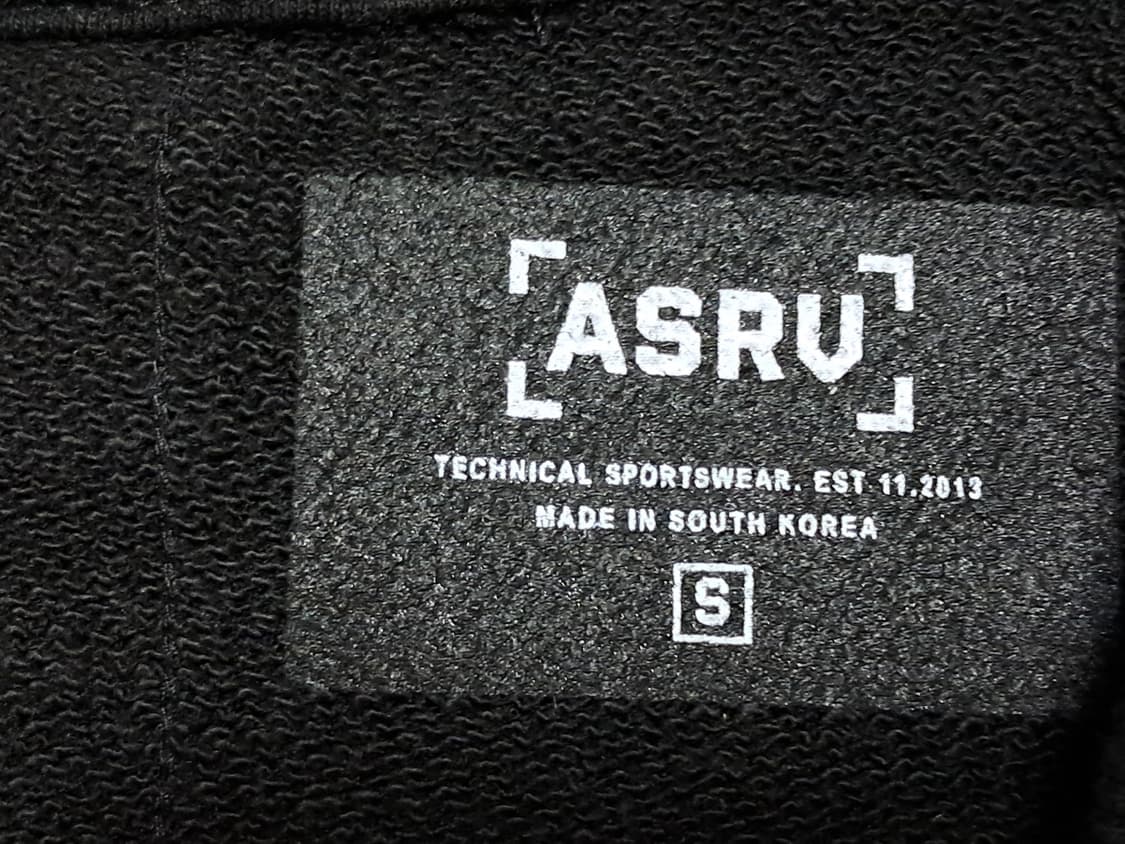 ASRV
TECHNICAL SPORTSWEAR. EST 11.2013
MADE IN SOUTH KOREA
S